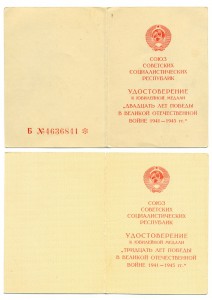 СОЮЗ
СОВЕТСКИХ
СОЦИАЛИСТИЧЕСКИХ
РЕСПУБЛИК
УДОСТОВЕРЕНИЕ
К ЮБИЛЕЙНОЙ МЕДАЛИ
„ДВАДЦАТЬ ЛЕТ ПОБЕДЫ
В ВЕЛИКОЙ ОТЕЧЕСТВЕННОЙ
ВОЙНЕ 1941—1945 гг."
Б №4636841
СОЮЗ
СОВЕТСКИХ
СОЦИАЛИСТИЧЕСКИХ
РЕСПУБЛИК
УДОСТОВЕРЕНИЕ
К ЮБИЛЕЙНОЙ МЕДАЛИ
„ТРИДЦАТЬ ЛЕТ ПОБЕДЫ
В ВЕЛИКОЙ ОТЕЧЕСТВЕННОЙ
ВОЙНЕ 1941—1945 гг."